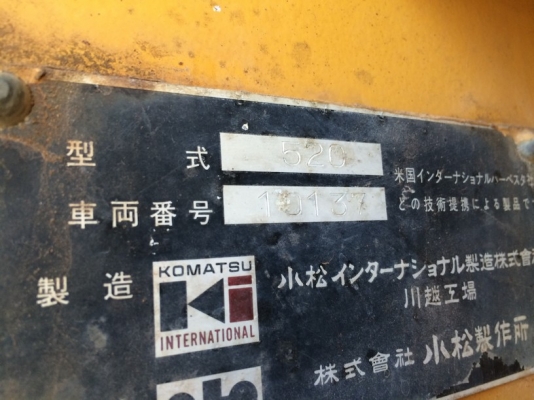 型式 520
米国インターナショナルハーベスタ社
との技術提携による製品で
車両番号 10137
製造 KOMATSU
INTERNATIONAL
小松インターナショナル製造株式會
川越工場
株式會社 小松製作所